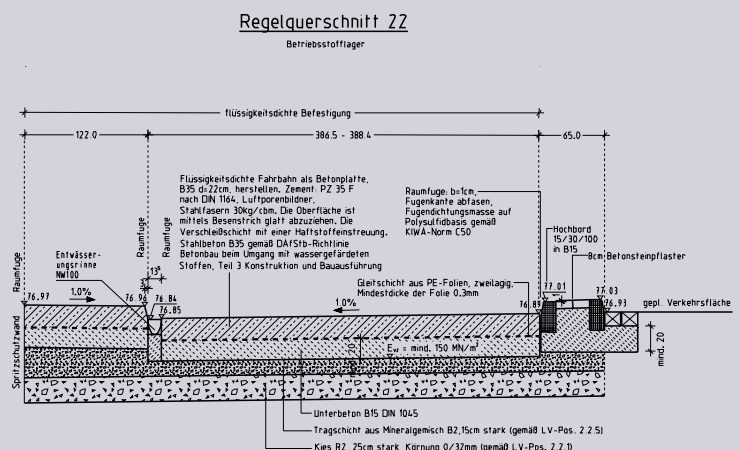 Regelquerschnitt 22
Betriebsstofflager
flüssigkeitsdichte Befestigung
122.0
386.5 - 388.4
65.0
Flüssigkeitsdichte Fahrbahn als Betonplatte,
B35 d=22cm, herstellen. Zement: PZ 35 F
nach DIN 1164, Luftporenbildner,
Stahlfasern 30kg/cbm. Die Oberfläche ist
mittels Besenstrich glatt abzuziehen. Die
Verschleißschicht mit einer Haftstoffeinstreuung.
Stahlbeton B35 gemäß DAfStb-Richtlinie
Betonbau beim Umgang mit wassergefärdeten
Stoffen, Teil 3 Konstruktion und Bauausführung
Raumfuge: b=1cm,
Fugenkante abfasen,
Fugendichtungsmasse auf
Polysulfidbasis gemäß
KIWA-Norm C50
Hochbord
15/30/100
in B15
8cm Betonsteinpflaster
Raumfuge
Raumfuge
Raumfuge
Entwässer-
ungsrinne
NW100
Gleitschicht aus PE-Folien, zweilagig,
Mindestdicke der Folie 0.3mm
76.97
1,0%
76.96
76.84
76.85
1.0%
76.89
77.01
77.03
76.93
gepl. Verkehrsfläche
Spritzschutzwand
= mind. 150 MN/m²
mind. 20
Unterbeton B15 DIN 1045
Tragschicht aus Mineralgemisch B2,15cm stark (gemäß LV-Pos. 2.2.5)
Kies R2, 25cm stark, Körnung 0/32mm (gemäß LV-Pos. 2.2.1)